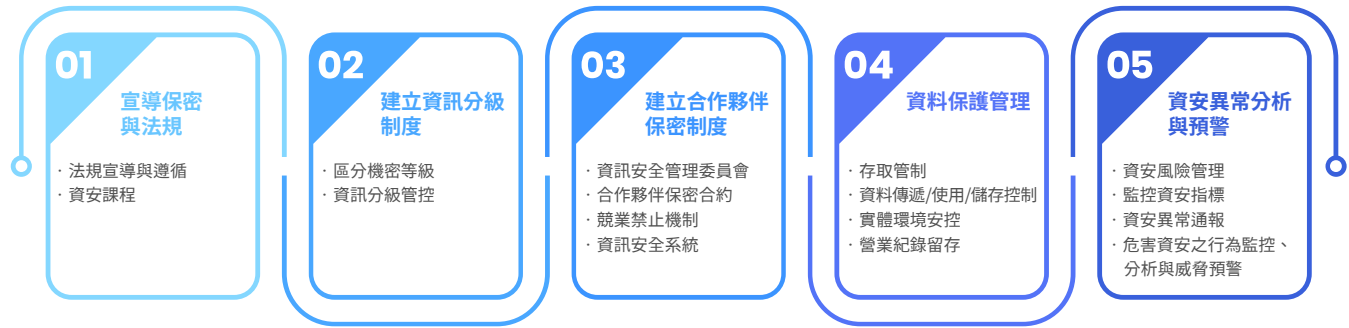 01
宣導保密
與法規
· 法規宣導與遵循
· 資安課程
02
建立資訊分級
制度
· 區分機密等級
· 資訊分級管控
03
建立合作夥伴
保密制度
· 資訊安全管理委員會
· 合作夥伴保密合約
· 競業禁止機制
· 資訊安全系統
04
資料保護管理
· 存取管制
· 資料傳遞/使用/儲存控制
· 實體環境安控
· 營業紀錄留存
05
資安異常分析
與預警
· 資安風險管理
· 監控資安指標
· 資安異常通報
· 危害資安之行為監控、
分析與威脅預警